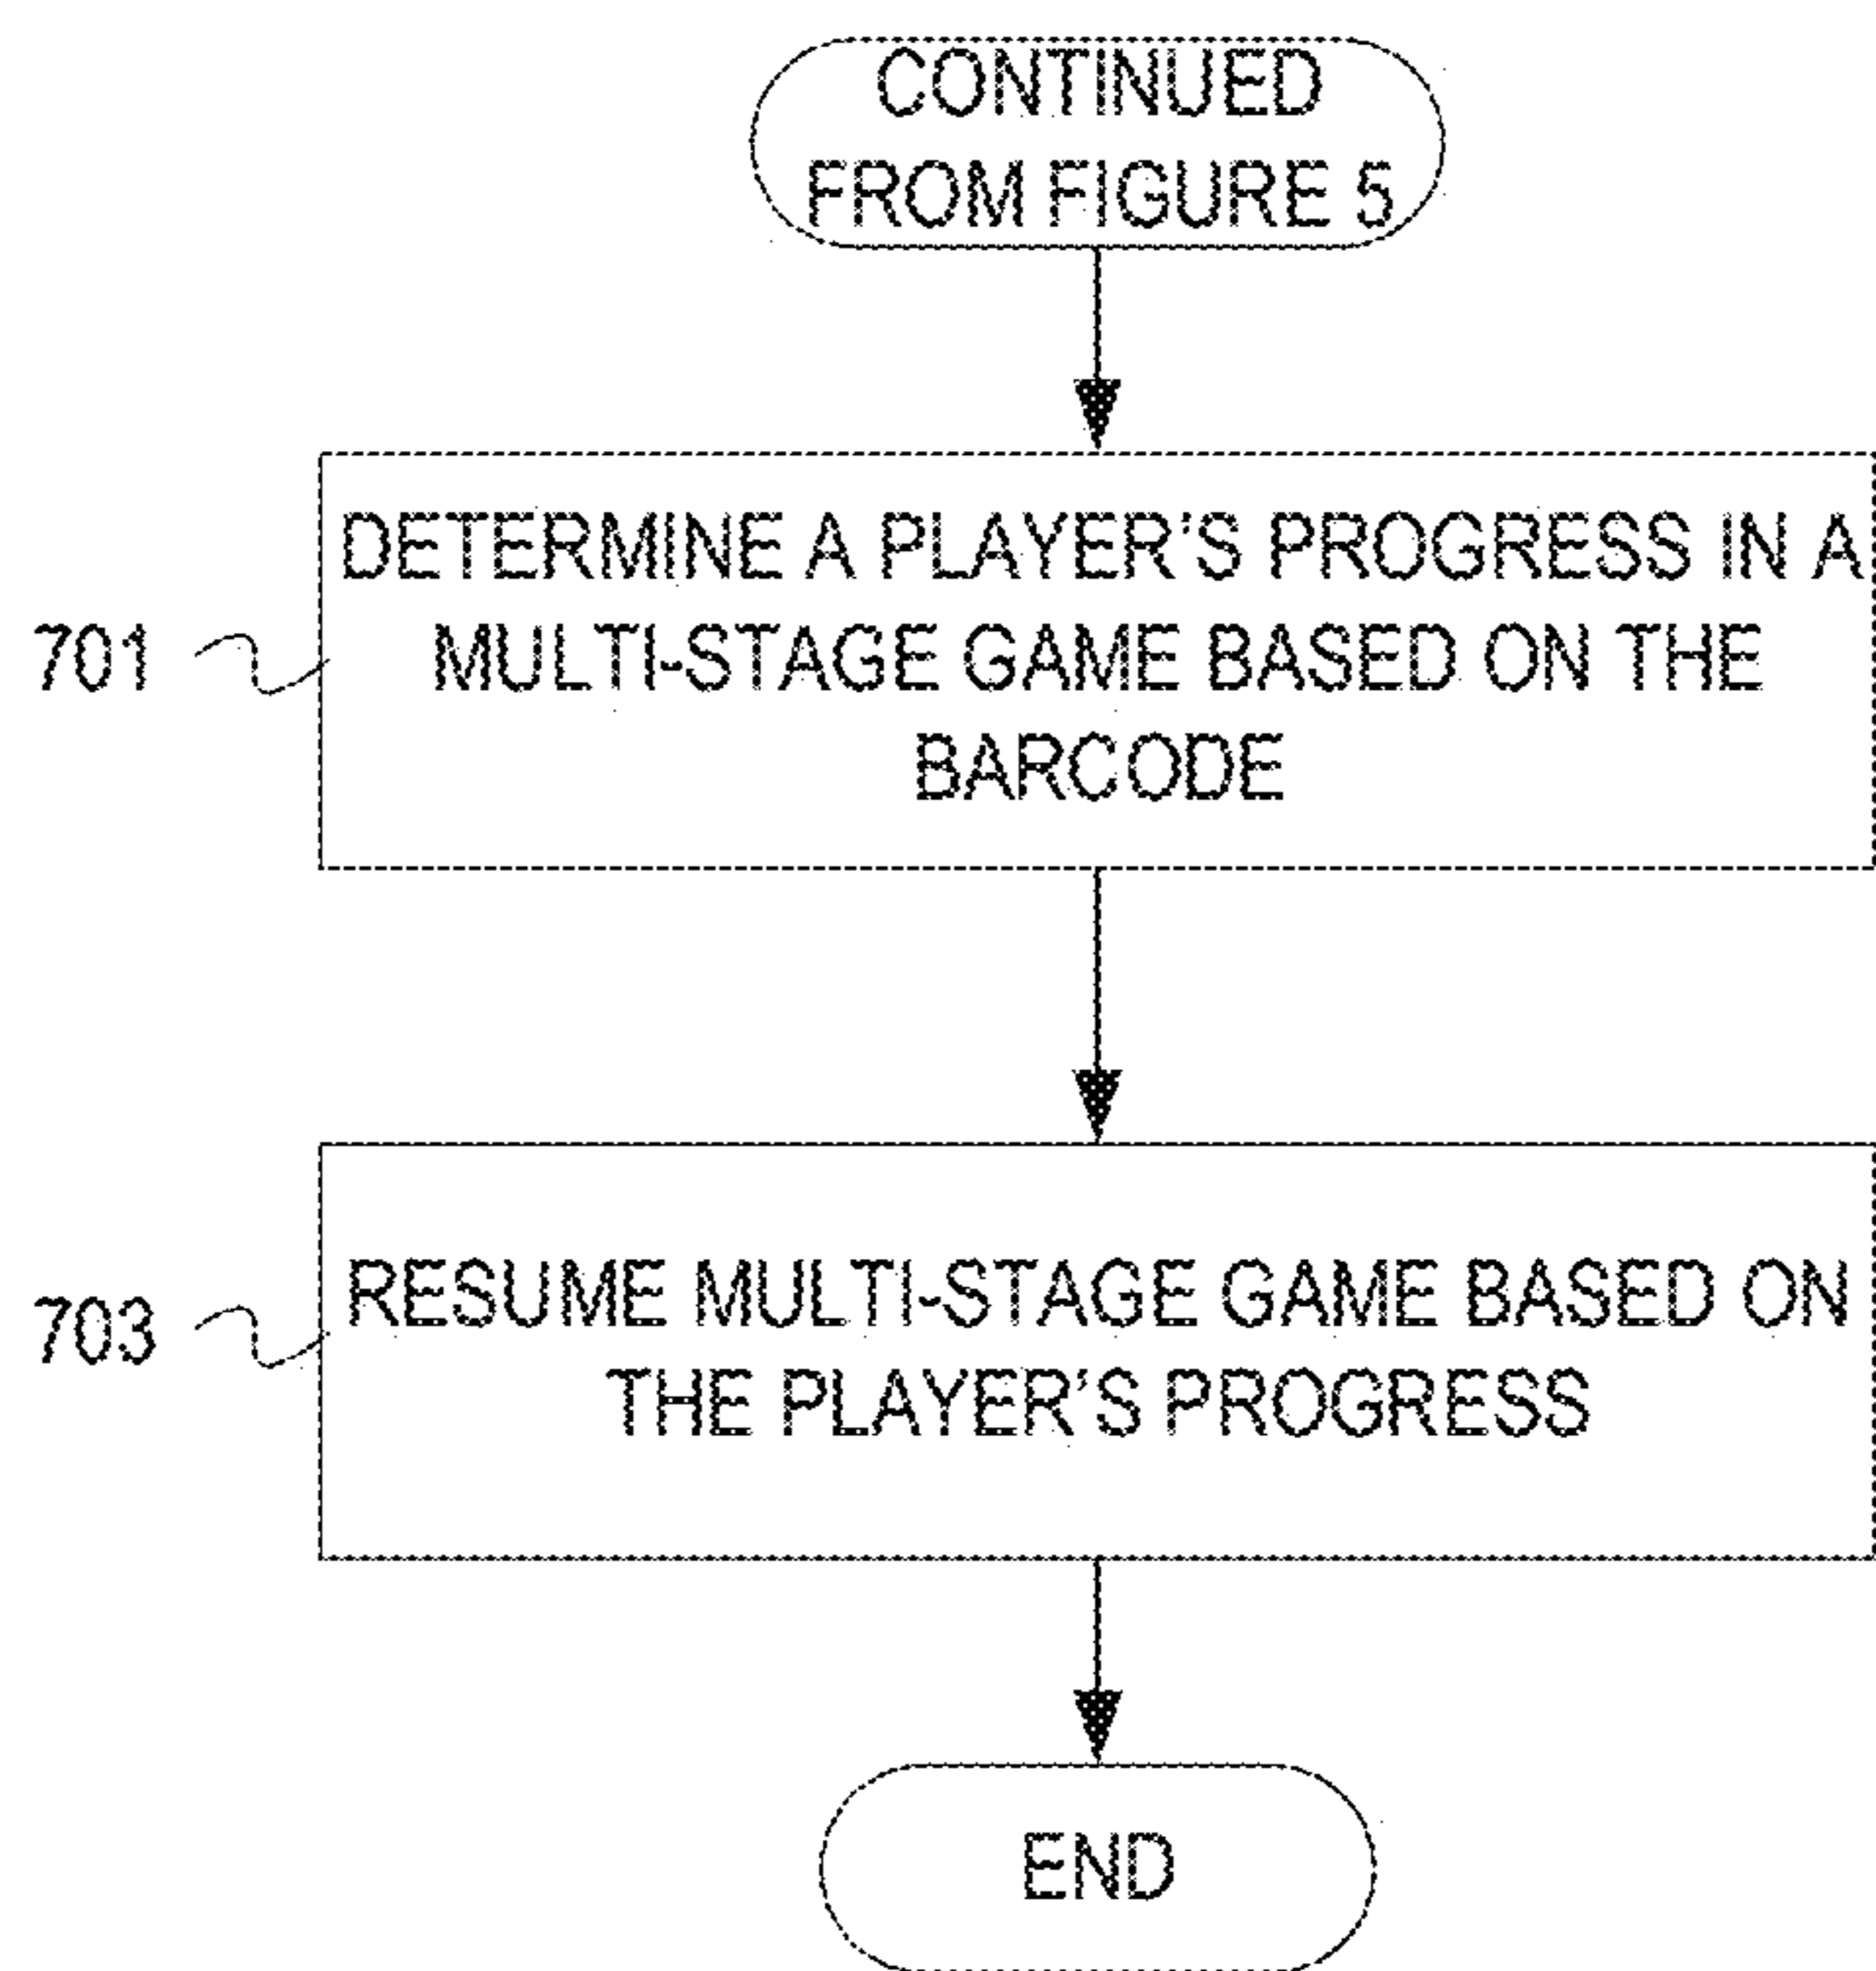 CONTINUED
FROM FIGURE 5
701
DETERMINE A PLAYER'S PROGRESS IN A
MULTI-STAGE GAME BASED ON THE
BARCODE
703
RESUME MULTI-STAGE GAME BASED ON
THE PLAYER'S PROGRESS
END